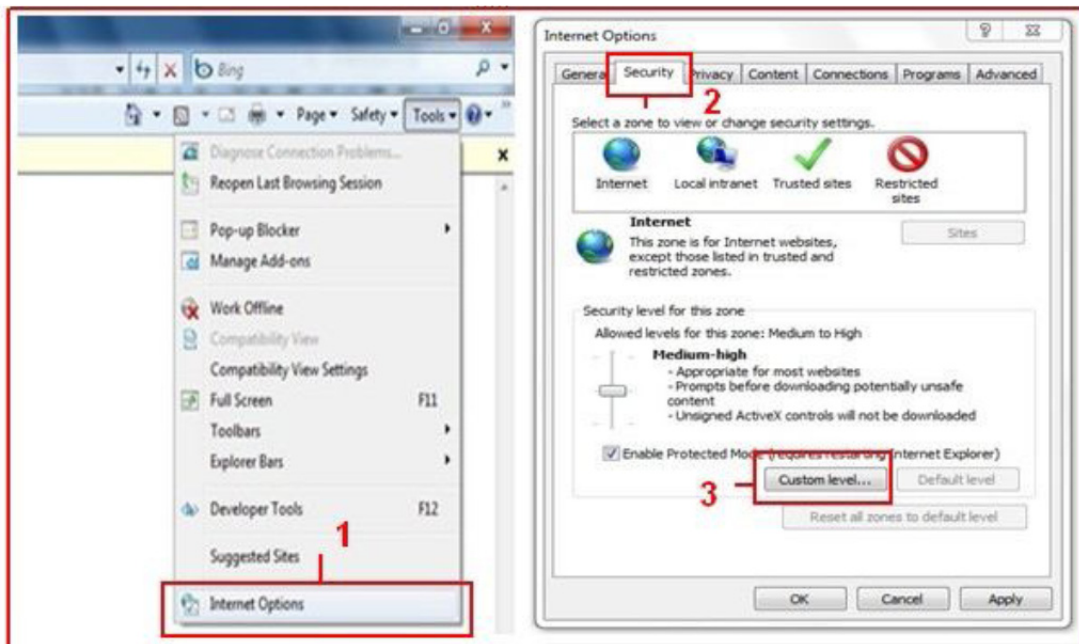 Bing
Page Safety Tools
Diagnose Connection Problems...
Reopen Last Browsing Session
Pop-up Blocker
Manage Add-ons
Work Offline
Compatibility View
Compatibility View Settings
Full Screen F11
Toolbars
Explorer Bars
Developer Tools F12
1
Suggested Sites
Internet Options
Internet Options
General Security Privacy Content Connections Programs Advanced
2
Select a zone to view or change security settings.
Internet Local intranet Trusted sites Restricted
sites
Internet
Sites
This zone is for Internet websites,
except those listed in trusted and
restricted zones.
Security level for this zone
Allowed levels for this zone: Medium to High
Medium-high
- Appropriate for most websites
- Prompts before downloading potentially unsafe
content
- Unsigned ActiveX controls will not be downloaded
Enable Protected Mode (requires restarting Internet Explorer)
3
Custom level... Default level
Reset all zones to default level
OK Cancel Apply